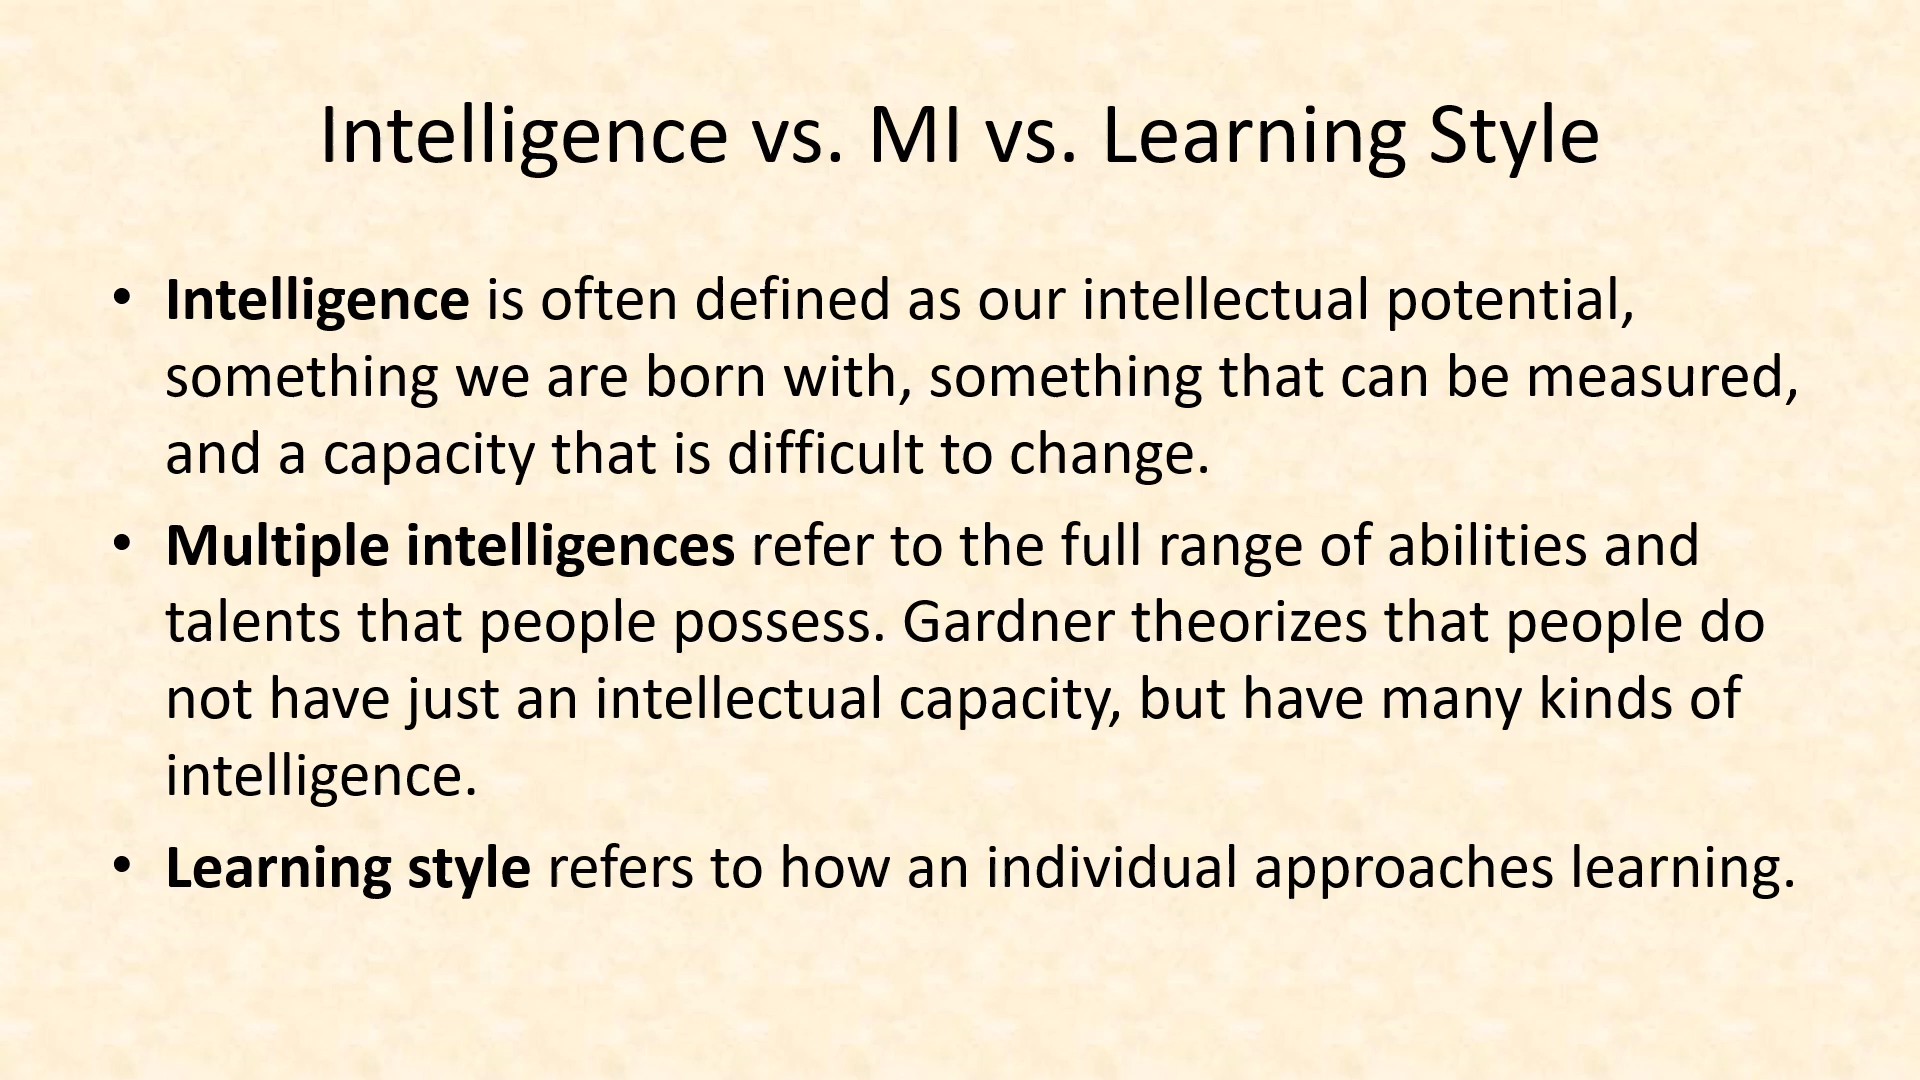 Intelligence vs. MI vs. Learning Style
• Intelligence is often defined as our intellectual potential,
something we are born with, something that can be measured,
and a capacity that is difficult to change.
• Multiple intelligences refer to the full range of abilities and
talents that people possess. Gardner theorizes that people do
not have just an intellectual capacity, but have many kinds of
intelligence.
• Learning style refers to how an individual approaches learning.